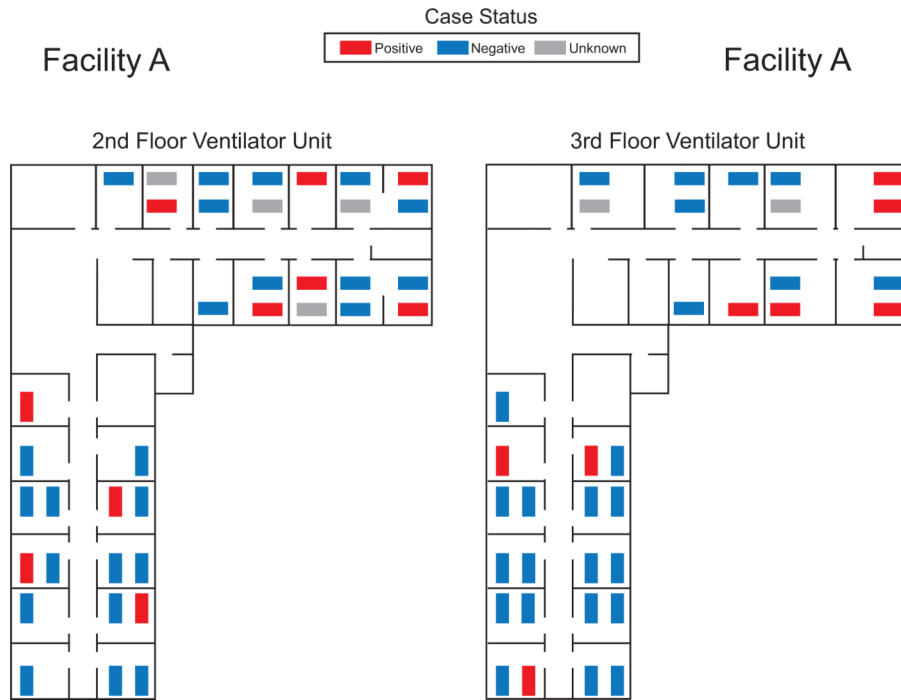 Case Status
Positive Negative Unknown
Facility A
Facility A
2nd Floor Ventilator Unit
3rd Floor Ventilator Unit